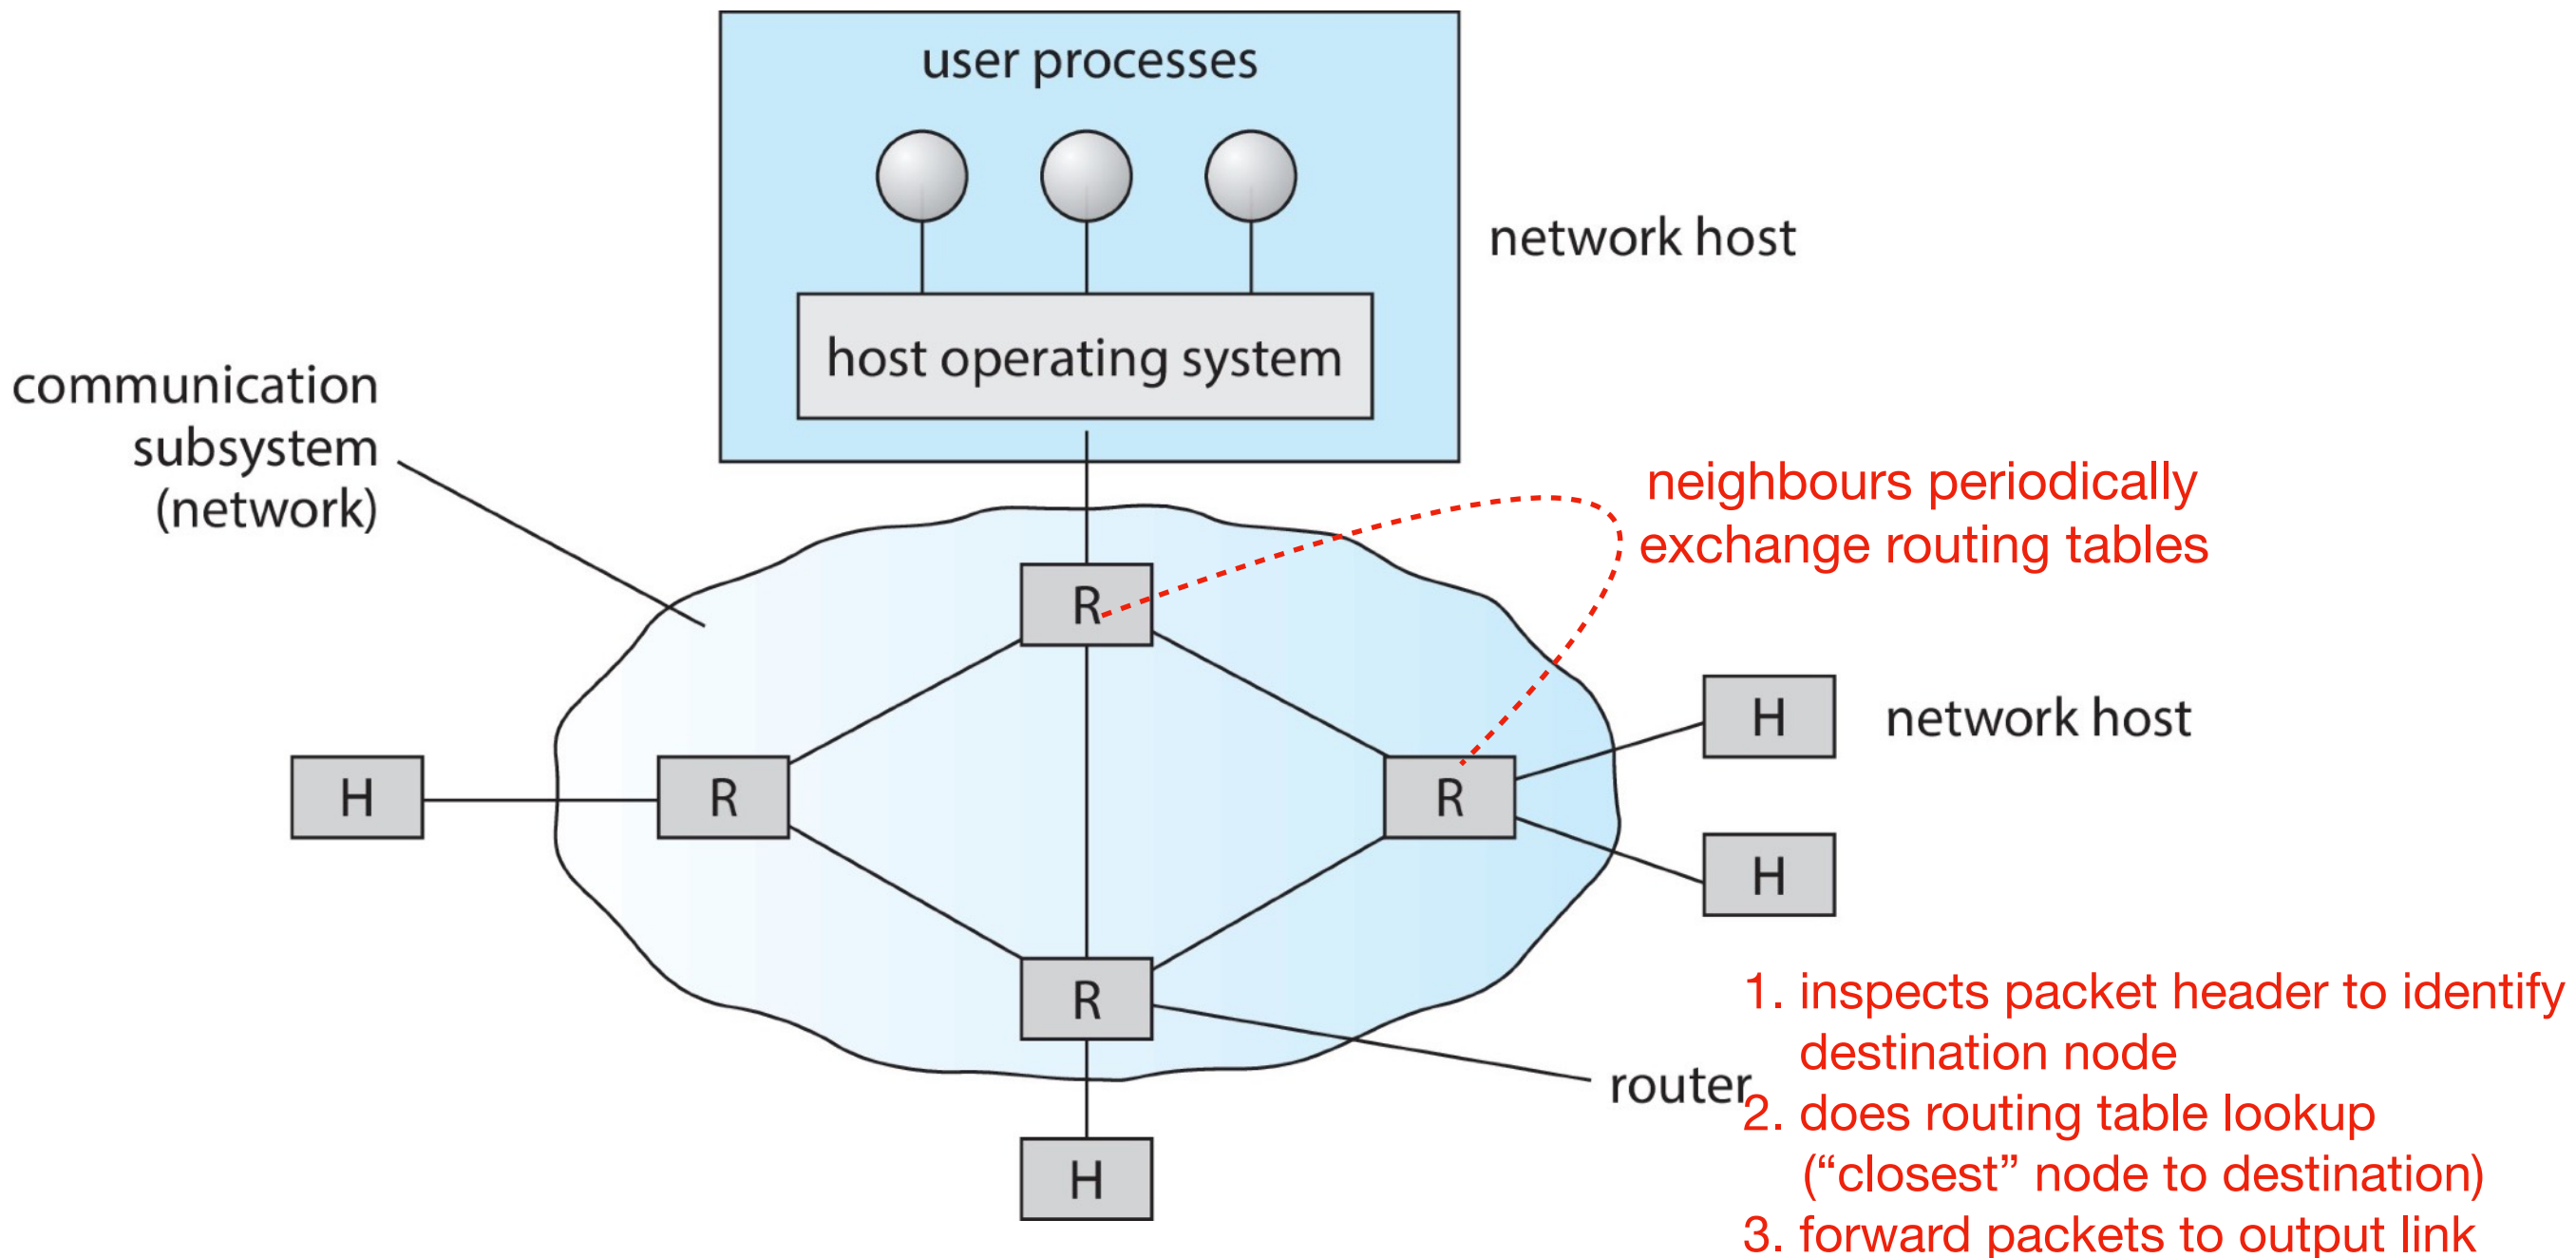 user processes
network host
host operating system
communication
subsystem
(network)
neighbours periodically
exchange routing tables
R
H
network host
H
R
R
H
R
1. inspects packet header to identify
destination node
router
2. does routing table lookup
(“closest” node to destination)
H
3. forward packets to output link